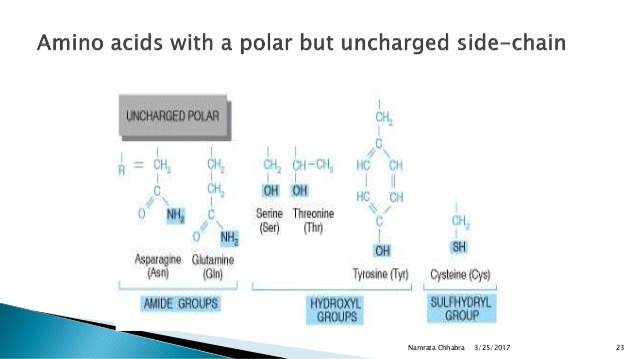 Amino acids with a polar but uncharged side-chain
UNCHARGED POLAR
R = CH2
C
O NH2
Asparagine
(Asn)
CH2
CH2
C
O NH2
Glutamine
(Gln)
AMIDE GROUPS
CH2
OH
Serine
(Ser)
CH-CH3
OH
Threonine
(Thr)
CH2
C
HC CH
HC CH
C
OH
Tyrosine (Tyr)
HYDROXYL
GROUPS
CH2
SH
Cysteine (Cys)
SULFHYDRYL
GROUP
Namrata Chhabra 3/25/2017 23